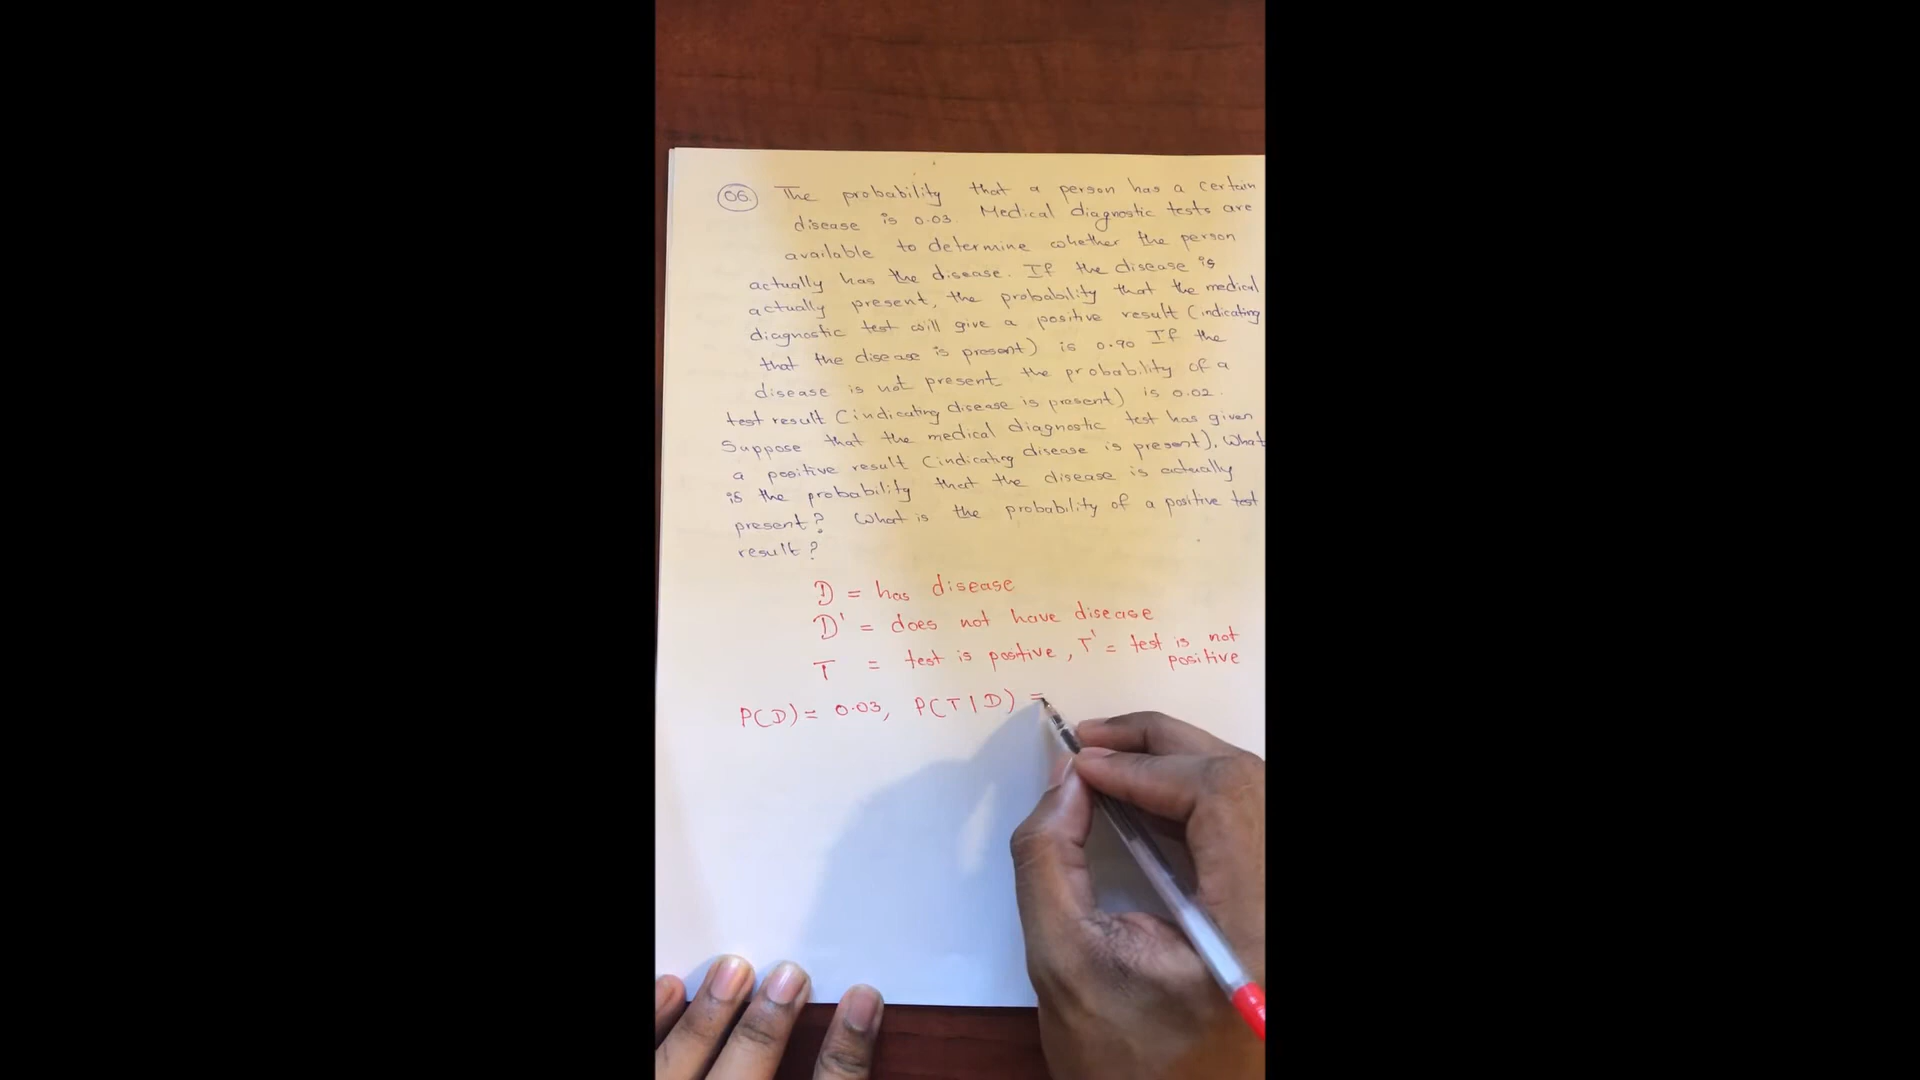 06. The probability that a person has a certain
disease is 0.03. Medical diagnostic tests are
available to determine whether the person
actually has the disease. If the disease is
actually present, the probability that the medical
diagnostic test will give a positive result (indicating
that the disease is present) is 0.90 If the
disease is not present the probability of a
test result (indicating disease is present) is 0.02.
Suppose that the medical diagnostic test has given
a positive result (indicating disease is present). What
is the probability that the disease is actually
present? What is the probability of a positive test
result?
D = has disease
D' = does not have disease
T = test is positive, T' = test is not
positive
P(D) = 0.03, P(T|D) =